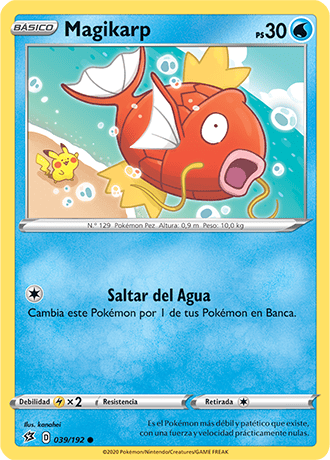 BÁSICO Magikarp PS30
N.º 129 Pokémon Pez Altura: 0,9 m Peso: 10,0 kg
Saltar del Agua
Cambia este Pokémon por 1 de tus Pokémon en Banca.
Debilidad ×2 Resistencia Retirada
Ilus. kanahei
D 039/192
Es el Pokémon más débil y patético que existe,
con una fuerza y velocidad prácticamente nulas.
©2020 Pokémon/Nintendo/Creatures/GAME FREAK